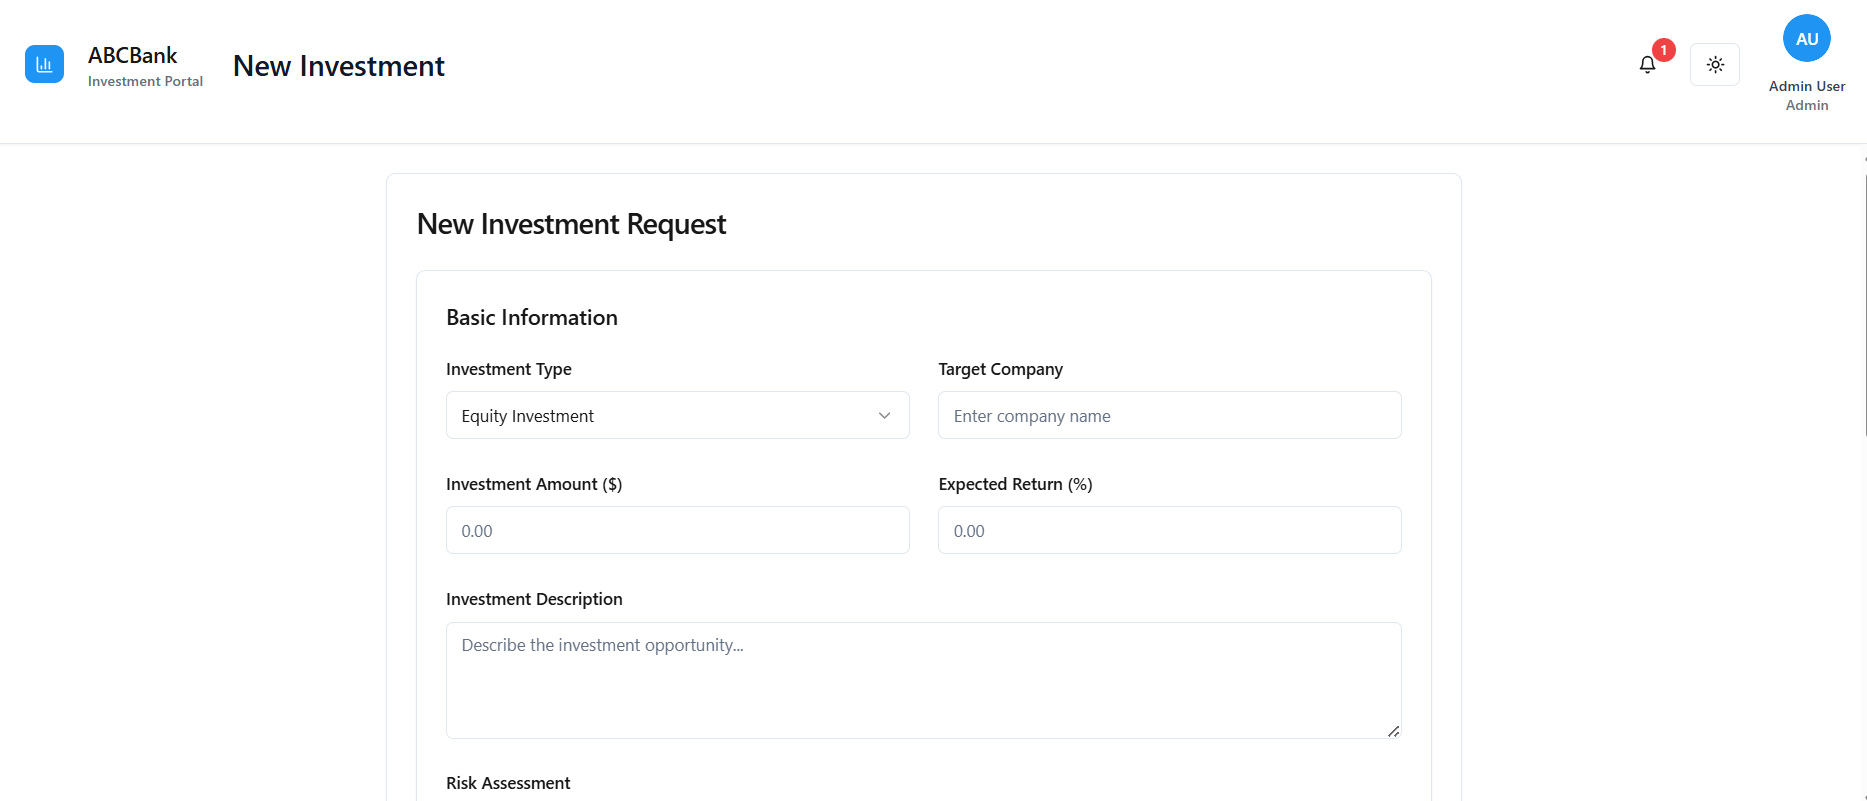 ABCBank
Investment Portal
New Investment
1
AU
Admin User
Admin
New Investment Request
Basic Information
Investment Type
Target Company
Equity Investment
Enter company name
Investment Amount ($)
Expected Return (%)
0.00
0.00
Investment Description
Describe the investment opportunity...
Risk Assessment